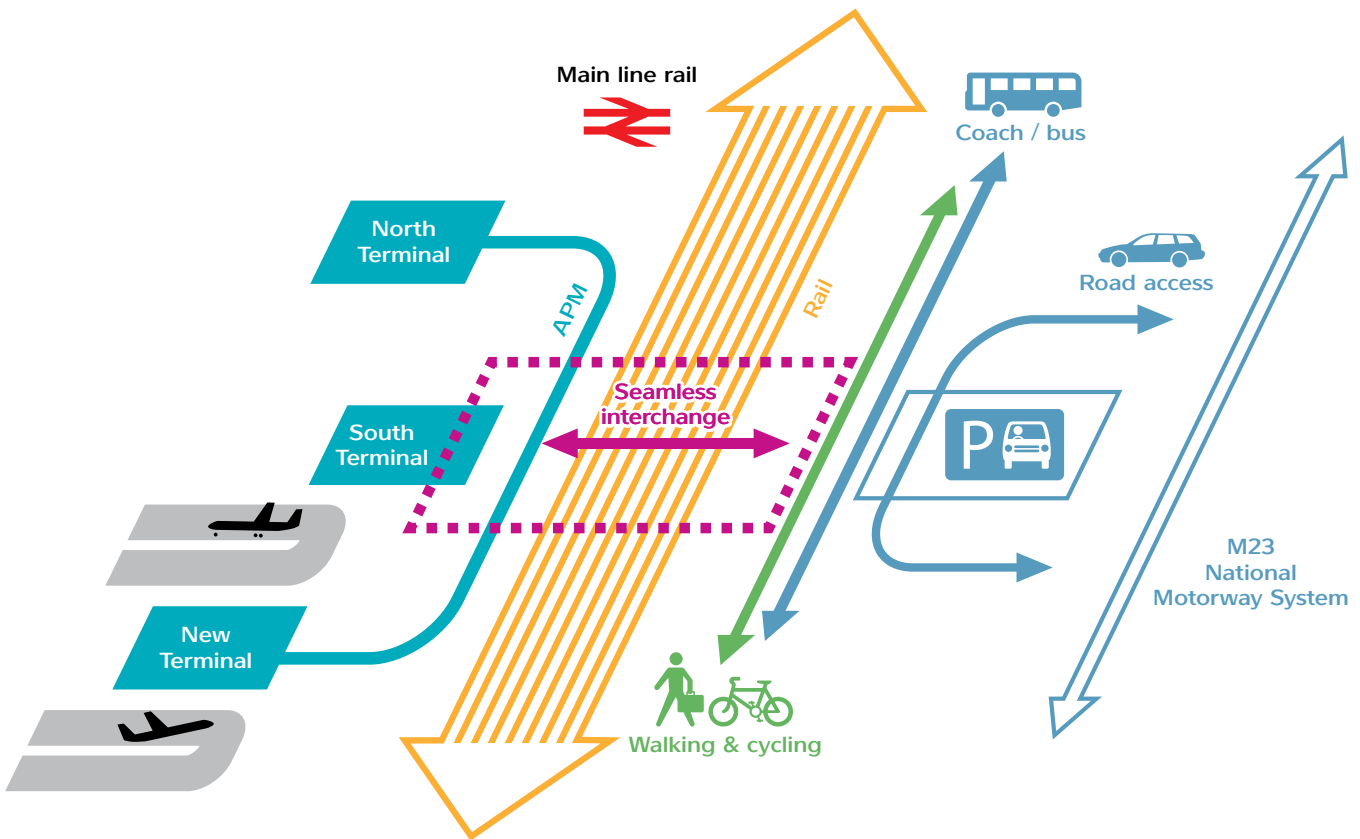 Main line rail
Coach / bus
North
Terminal
APM
Rail
Road access
Seamless
interchange
South
Terminal
P
M23
National
Motorway System
New
Terminal
Walking & cycling